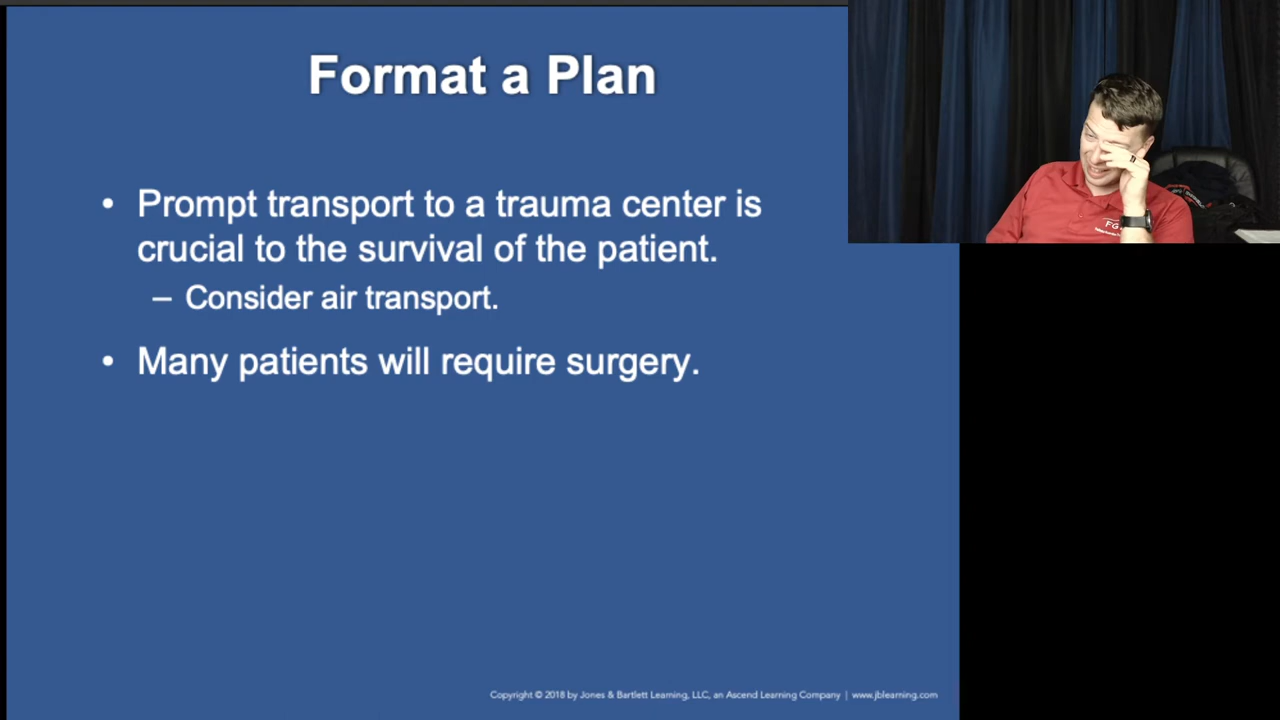 Format a Plan
• Prompt transport to a trauma center is
crucial to the survival of the patient.
– Consider air transport.
• Many patients will require surgery.
FG
Copyright © 2018 by Jones & Bartlett Learning, LLC, an Ascend Learning Company | www.jblearning.com